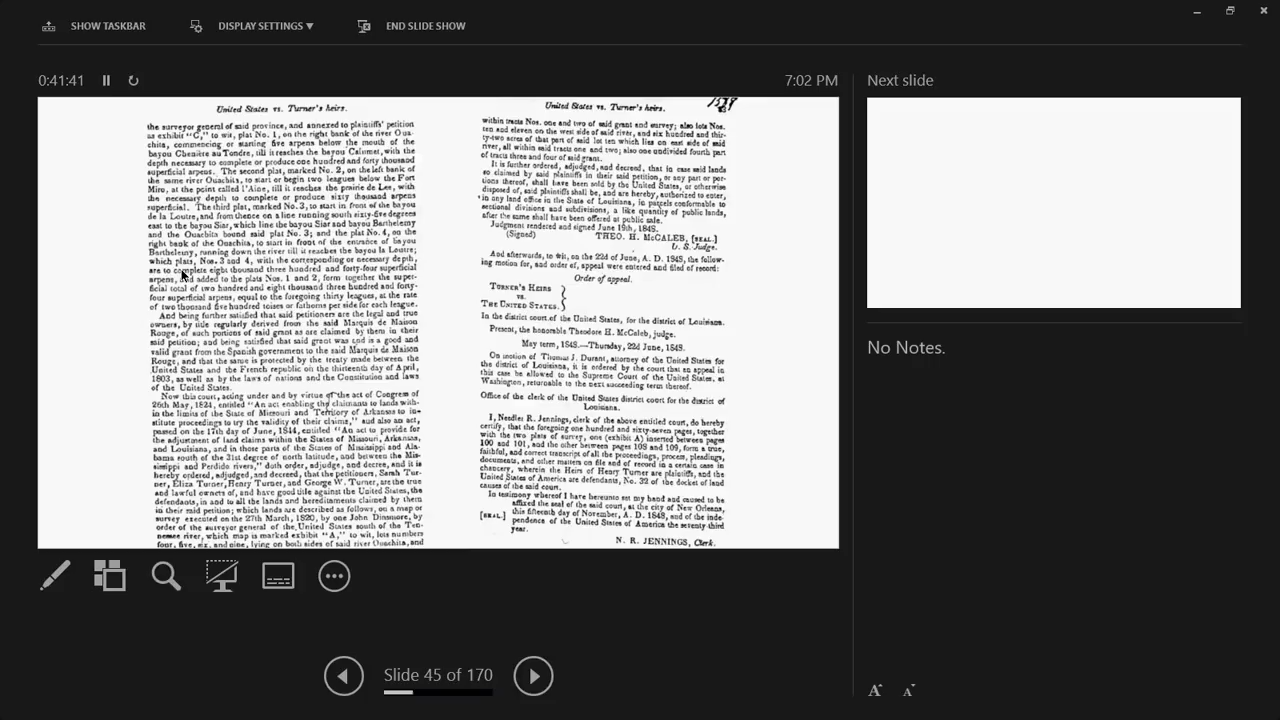 SHOW TASKBAR
DISPLAY SETTINGS ▼
END SLIDE SHOW
0:41:41
7:02 PM
Next slide
United States vs. Turner's heirs.
the surveyor general of said province, and annexed to plaintiffs' petition
as exhibit "C," to wit, plat No. 1, on the right bank of the river Oua-
chita, commencing or starting five arpens below the mouth of the
bayou Cheniere au Tondre, till it reaches the bayou Calumet, with the
depth necessary to complete or produce one hundred and forty thousand
superficial arpens. The second plat, marked No. 2, on the left bank of
the same river Ouachita, to start or begin two leagues below the Fort
Miro, at the point called l'Aine, till it reaches the prairie de Lee, with
the necessary depth to complete or produce sixty thousand arpens
superficial. The third plat, marked No. 3, to start in front of the bayou
de la Loutre, and from thence on a line running south sixty-five degrees
east to the bayou Siar, which line the bayou Siar and bayou Barthelemy
and the Ouachita bound said plat No. 3; and the plat No. 4, on the
right bank of the Ouachita, to start in front of the entrance of bayou
Barthelemy, running down the river till it reaches the bayou la Loutre;
which plats, Nos. 3 and 4, with the corresponding or necessary depth,
are to complete eight thousand three hundred and forty-four superficial
arpens, and added to the plats Nos. 1 and 2, form together the super-
ficial total of two hundred and eight thousand three hundred and forty-
four superficial arpens, equal to the foregoing thirty leagues, at the rate
of two thousand five hundred toises or fathoms per side for each league.
And being further satisfied that said petitioners are the legal and true
owners, by title regularly derived from the said Marquis de Maison
Rouge, of such portions of said grant as are claimed by them in their
said petition; and being satisfied that said grant was and is a good and
valid grant from the Spanish government to the said Marquis de Maison
Rouge, and that the same is protected by the treaty made between the
United States and the French republic on the thirteenth day of April,
1803, as well as by the laws of nations and the Constitution and laws
of the United States.
Now this court, acting under and by virtue of the act of Congress of
26th May, 1824, entitled "An act enabling the claimants to lands with-
in the limits of the State of Missouri and Territory of Arkansas to in-
stitute proceedings to try the validity of their claims," and also an act,
passed on the 17th day of June, 1844, entitled "An act to provide for
the adjustment of land claims within the States of Missouri, Arkansas,
and Louisiana, and in those parts of the States of Mississippi and Ala-
bama south of the 31st degree of north latitude, and between the Mis-
sissippi and Perdido rivers," doth order, adjudge, and decree, and it is
hereby ordered, adjudged, and decreed, that the petitioners, Sarah Tur-
ner, Eliza Turner, Henry Turner, and George W. Turner, are the true
and lawful owners of, and have good title against the United States, the
defendants, in and to all the lands and hereditaments claimed by them
in their said petition; which lands are described as follows, on a map or
survey executed on the 27th March, 1820, by one John Dinsmore, by
order of the surveyor general of the United States south of the Ten-
nessee river, which map is marked exhibit "A," to wit, lots numbers
four, five, six, and nine, lying on both sides of said river Ouachita, and
United States vs. Turner's heirs.
within tracts Nos. one and two of said grant and survey; also lots Nos.
ten and eleven on the west side of said river, and six hundred and thir-
ty-two acres of that part of said lot ten which lies on east side of said
river, all within said tracts one and two; also one undivided fourth part
of tracts three and four of said grant.
It is further ordered, adjudged, and decreed, that in case said lands
so claimed by said plaintiffs in their said petition, or any part or por-
tions thereof, shall have been sold by the United States, or otherwise
disposed of, said plaintiffs shall be, and are hereby, authorized to enter,
in any land office in the State of Louisiana, in parcels conformable to
sectional divisions and subdivisions, a like quantity of public lands,
after the same shall have been offered at public sale.
Judgment rendered and signed June 19th, 1848.
(Signed) THEO. H. McCALEB, [SEAL.]
U. S. Judge.
And afterwards, to wit, on the 22d of June, A. D. 1848, the follow-
ing motion for, and order of, appeal were entered and filed of record:
Order of appeal.
TURNER'S HEIRS
vs.
THE UNITED STATES.
In the district court of the United States, for the district of Louisiana.
Present, the honorable Theodore H. McCaleb, judge.
May term, 1848.—Thursday, 22d June, 1848.
On motion of Thomas J. Durant, attorney of the United States for
the district of Louisiana, it is ordered by the court that an appeal in
this case be allowed to the Supreme Court of the United States, at
Washington, returnable to the next succeeding term thereof.
Office of the clerk of the United States district court for the district of
Louisiana.
I, Needler R. Jennings, clerk of the above entitled court, do hereby
certify, that the foregoing one hundred and sixty-seven pages, together
with the two plats of survey, one (exhibit A) inserted between pages
100 and 101, and the other between pages 108 and 109, form a true,
faithful, and correct transcript of all the proceedings, process, pleadings,
documents, and other matters on file and of record in a certain case in
chancery, wherein the Heirs of Henry Turner are plaintiffs, and the
United States of America are defendants, No. 32 of the docket of land
causes of the said court.
In testimony whereof I have hereunto set my hand and caused to be
affixed the seal of the said court, at the city of New Orleans,
[SEAL.] this fifteenth day of November, A. D. 1848, and of the inde-
pendence of the United States of America the seventy-third
year.
N. R. JENNINGS, Clerk.
No Notes.
Slide 45 of 170
A A